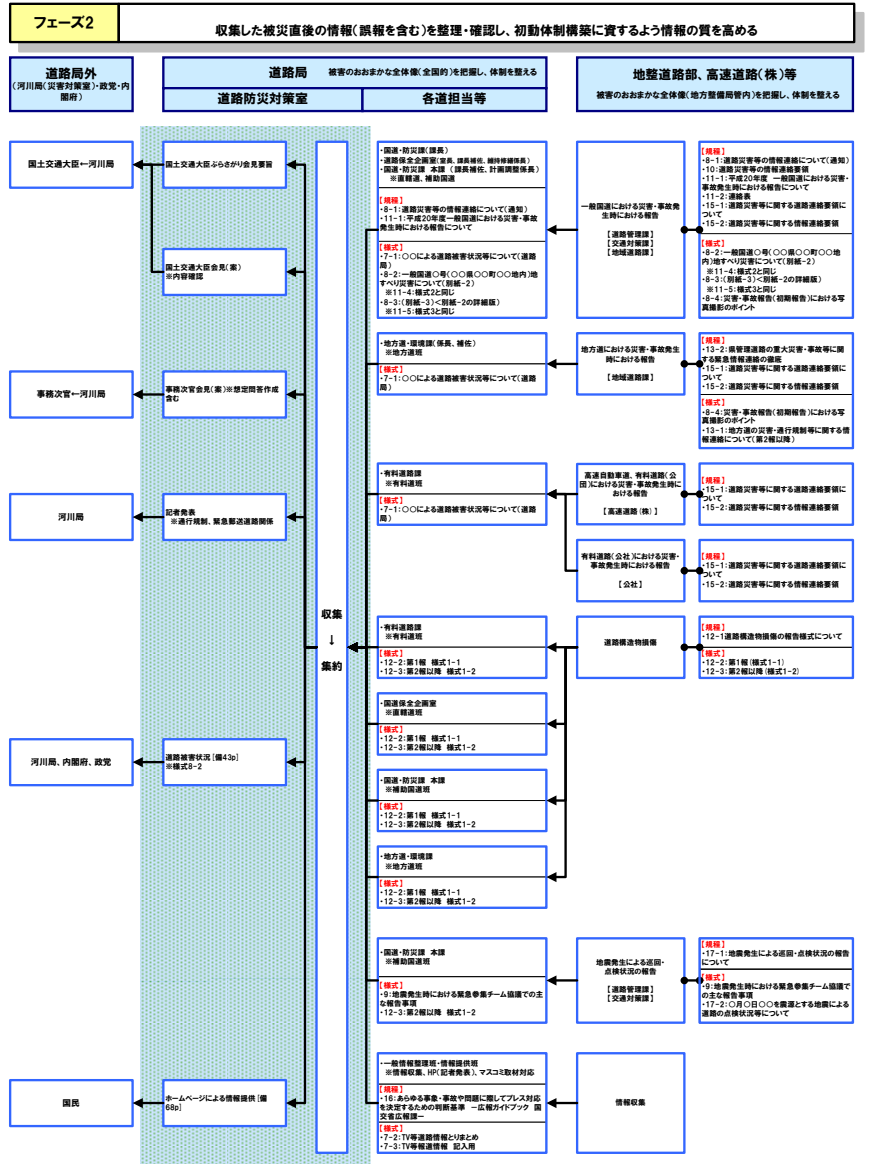 フェーズ2
収集した被災直後の情報(誤報を含む)を整理・確認し、初動体制構築に資するよう情報の質を高める
道路局外
(河川局(災害対策室)・政党・内
閣府)
道路局 被害のおおまかな全体像(全国的)を把握し、体制を整える
道路防災対策室
各道担当等
地整道路部、高速道路(株)等
被害のおおまかな全体像(地方整備局管内)を把握し、体制を整える
国土交通大臣←河川局
国土交通大臣ぶらさがり会見要旨
国土交通大臣会見(案)
※内容確認
事務次官←河川局
事務次官会見(案)※想定問答作成
含む
河川局
記者発表
※通行規制、緊急郵送道路関係
河川局、内閣府、政党
道路被害状況[備43p]
※様式8-2
国民
ホームページによる情報提供[備
68p]
収集
↓
集約
・国道・防災課(課長)
・道路保全企画室(室長、課長補佐、維持修繕係長)
・国道・防災課 本課 (課長補佐、計画調整係長)
※直轄道、補助国道
【規程】
・8-1:道路災害等の情報連絡について(通知)
・11-1:平成20年度一般国道における災害・事故
発生時における報告について
【様式】
・7-1:〇〇による道路被害状況等について(道路
局)
・8-2:一般国道〇号(〇〇県〇〇町〇〇地内)地
すべり災害について(別紙-2)
※11-4:様式2と同じ
・8-3:(別紙-3)<別紙-2の詳細版>
※11-5:様式3と同じ
一般国道における災害・事故発
生時における報告
【道路管理課】
【交通対策課】
【地域道路課】
【規程】
・8-1:道路災害等の情報連絡について(通知)
・10:道路災害等の情報連絡要領
・11-1:平成20年度 一般国道における災害・
事故発生時における報告について
・11-2:連絡表
・15-1:道路災害等に関する道路連絡要領に
ついて
・15-2:道路災害等に関する情報連絡要領
【様式】
・8-2:一般国道〇号(〇〇県〇〇町〇〇地
内)地すべり災害について(別紙-2)
※11-4:様式2と同じ
・8-3:(別紙-3)<別紙-2の詳細版>
※11-5:様式3と同じ
・8-4:災害・事故報告(初期報告)における写
真撮影のポイント
・地方道・環境課(係長、補佐)
※地方道班
【様式】
・7-1:〇〇による道路被害状況等について(道路
局)
地方道における災害・事故発生
時における報告
【地域道路課】
【規程】
・13-2:県管理道路の重大災害・事故等に関
する緊急情報連絡の徹底
・15-1:道路災害等に関する道路連絡要領に
ついて
・15-2:道路災害等に関する情報連絡要領
【様式】
・8-4:災害・事故報告(初期報告)における写
真撮影のポイント
・13-1:地方道の災害・通行規制等に関する情
報連絡について(第2報以降)
・有料道路課
※有料道班
【様式】
・7-1:〇〇による道路被害状況等について(道路
局)
高速自動車道、有料道路(公
団)における災害・事故発生時に
おける報告
【高速道路(株)】
【規程】
・15-1:道路災害等に関する道路連絡要領に
ついて
・15-2:道路災害等に関する情報連絡要領
有料道路(公社)における災害・
事故発生時における報告
【公社】
【規程】
・15-1:道路災害等に関する道路連絡要領に
ついて
・15-2:道路災害等に関する情報連絡要領
・有料道路課
※有料道班
【様式】
・12-2:第1報 様式1-1
・12-3:第2報以降 様式1-2
道路構造物損傷
【規程】
・12-1道路構造物損傷の報告様式について
【様式】
・12-2:第1報(様式1-1)
・12-3:第2報以降(様式1-2)
・国道保全企画室
※直轄道班
【様式】
・12-2:第1報 様式1-1
・12-3:第2報以降 様式1-2
・国道・防災課 本課
※補助国道班
【様式】
・12-2:第1報 様式1-1
・12-3:第2報以降 様式1-2
・地方道・環境課
※地方道班
【様式】
・12-2:第1報 様式1-1
・12-3:第2報以降 様式1-2
・国道・防災課 本課
※補助国道班
【様式】
・9:地震発生時における緊急参集チーム協議での主
な報告事項
・12-3:第2報以降 様式1-2
地震発生による巡回・
点検状況の報告
【道路管理課】
【交通対策課】
【規程】
・17-1:地震発生による巡回・点検状況の報告
について
【様式】
・9:地震発生時における緊急参集チーム協議で
の主な報告事項
・17-2:〇月〇日〇〇を震源とする地震による
道路の点検状況等について
・一般情報整理班・情報提供班
※情報収集、HP(記者発表)、マスコミ取材対応
【規程】
・16:あらゆる事象・事故や問題に際してプレス対応
を決定するための判断基準 -広報ガイドブック 国
交省広報課-
【様式】
・7-2:TV等道路情報とりまとめ
・7-3:TV等報道情報 記入用
情報収集